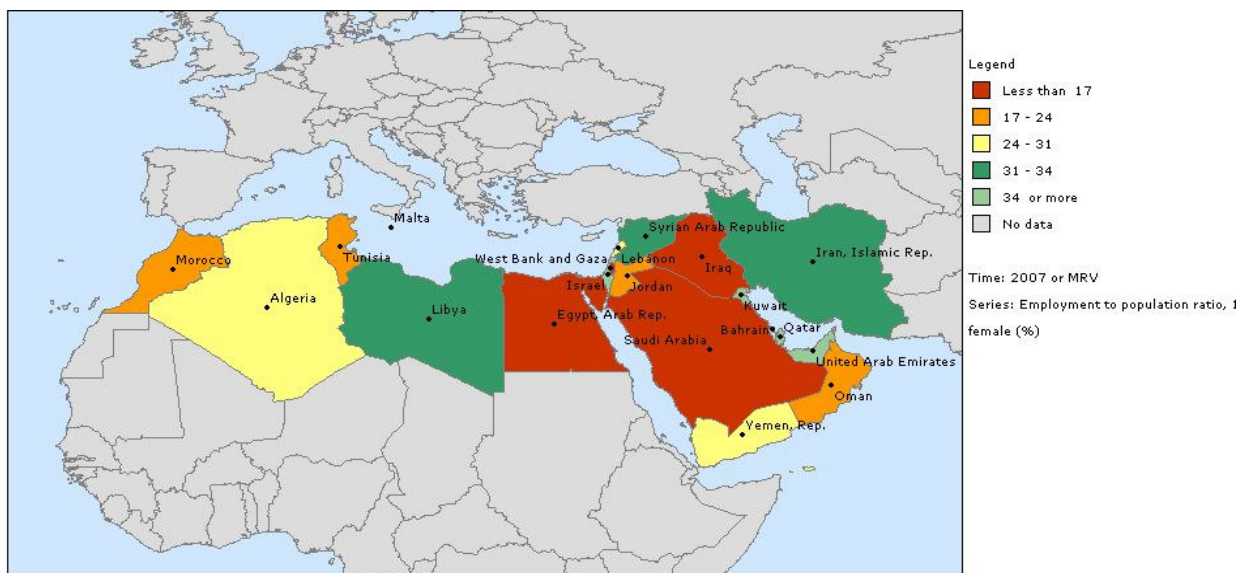 Legend
Less than 17
17 - 24
24 - 31
31 - 34
34 or more
No data
Time: 2007 or MRV
Series: Employment to population ratio, 1
female (%)
Malta
Syrian Arab Republic
Morocco
Tunisia
West Bank and Gaza
Lebanon
Iraq
Iran, Islamic Rep.
Israel
Jordan
Algeria
Libya
Egypt, Arab Rep.
Kuwait
Bahrain
Qatar
Saudi Arabia
United Arab Emirates
Oman
Yemen, Rep.